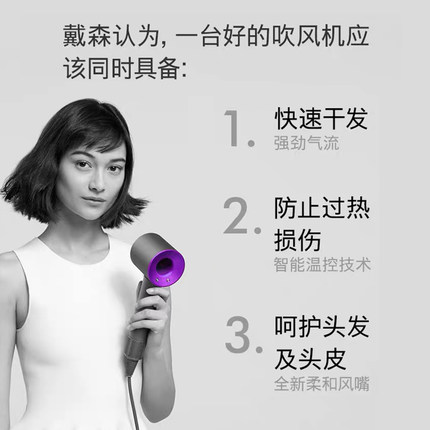 戴森认为, 一台好的吹风机应
该同时具备:
1. 快速干发
强劲气流
2. 防止过热
损伤
智能温控技术
3. 呵护头发
及头皮
全新柔和风嘴